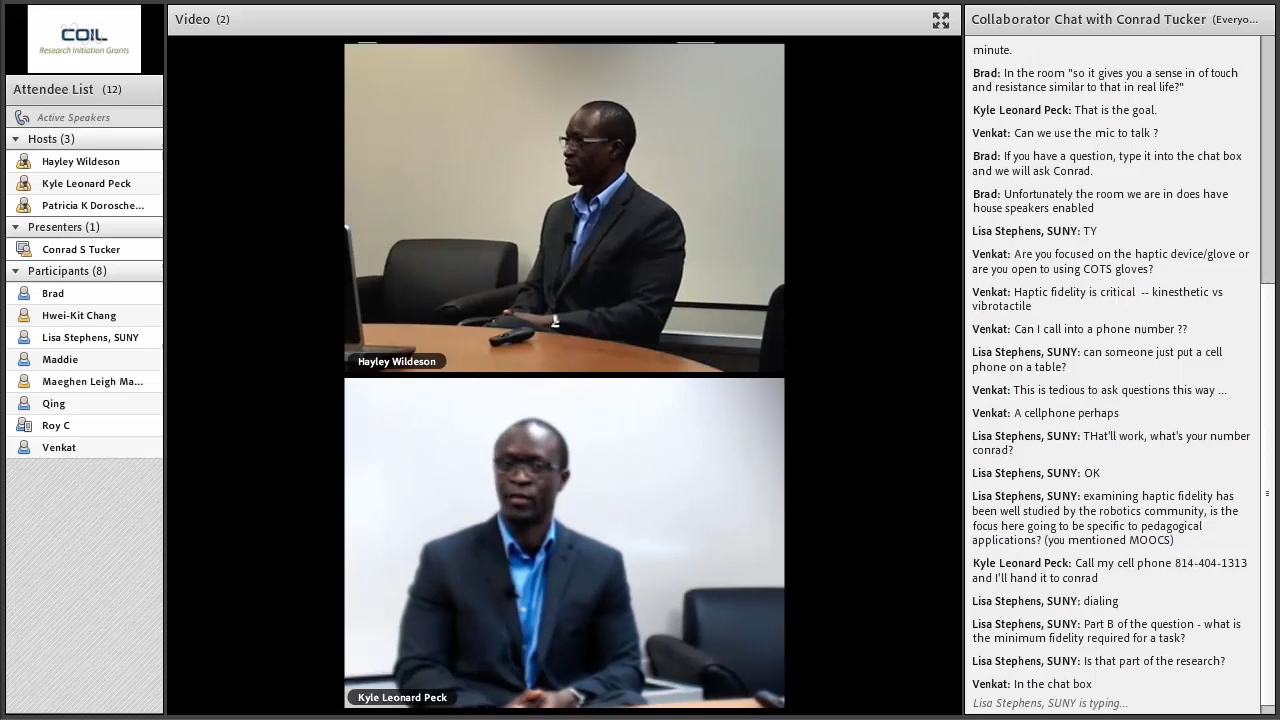 COIL
Research Initiation Grants
Attendee List (12)
Active Speakers
Hosts (3)
Hayley Wildeson
Kyle Leonard Peck
Patricia K Dorosche...
Presenters (1)
Conrad S Tucker
Participants (8)
Brad
Hwei-Kit Chang
Lisa Stephens, SUNY
Maddie
Maeghen Leigh Ma...
Qing
Roy C
Venkat
Video (2)
Hayley Wildeson
Kyle Leonard Peck
Collaborator Chat with Conrad Tucker (Everyo...
minute.
Brad: In the room "so it gives you a sense in of touch
and resistance similar to that in real life?"
Kyle Leonard Peck: That is the goal.
Venkat: Can we use the mic to talk ?
Brad: If you have a question, type it into the chat box
and we will ask Conrad.
Brad: Unfortunately the room we are in does have
house speakers enabled
Lisa Stephens, SUNY: TY
Venkat: Are you focused on the haptic device/glove or
are you open to using COTS gloves?
Venkat: Haptic fidelity is critical -- kinesthetic vs
vibrotactile
Venkat: Can I call into a phone number ??
Lisa Stephens, SUNY: can someone just put a cell
phone on a table?
Venkat: This is tedious to ask questions this way ...
Venkat: A cellphone perhaps
Lisa Stephens, SUNY: THat'll work, what's your number
conrad?
Lisa Stephens, SUNY: OK
Lisa Stephens, SUNY: examining haptic fidelity has
been well studied by the robotics community, is the
focus here going to be specific to pedagogical
applications? (you mentioned MOOCS)
Kyle Leonard Peck: Call my cell phone 814-404-1313
and I'll hand it to conrad
Lisa Stephens, SUNY: dialing
Lisa Stephens, SUNY: Part B of the question - what is
the minimum fidelity required for a task?
Lisa Stephens, SUNY: Is that part of the research?
Venkat: In the chat box
Lisa Stephens, SUNY is typing...